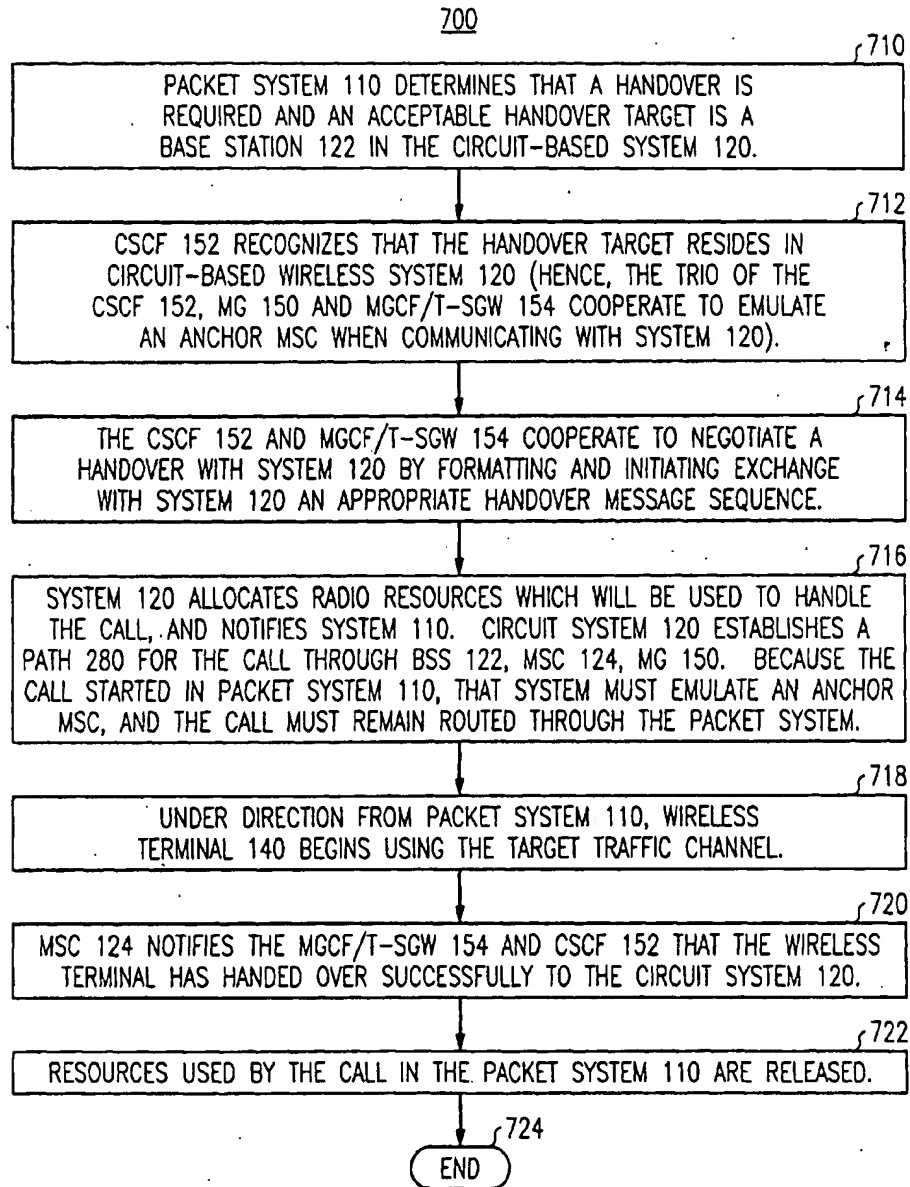 700
710
PACKET SYSTEM 110 DETERMINES THAT A HANDOVER IS
REQUIRED AND AN ACCEPTABLE HANDOVER TARGET IS A
BASE STATION 122 IN THE CIRCUIT-BASED SYSTEM 120.
712
CSCF 152 RECOGNIZES THAT THE HANDOVER TARGET RESIDES IN
CIRCUIT-BASED WIRELESS SYSTEM 120 (HENCE, THE TRIO OF THE
CSCF 152, MG 150 AND MGCF/T-SGW 154 COOPERATE TO EMULATE
AN ANCHOR MSC WHEN COMMUNICATING WITH SYSTEM 120).
714
THE CSCF 152 AND MGCF/T-SGW 154 COOPERATE TO NEGOTIATE A
HANDOVER WITH SYSTEM 120 BY FORMATTING AND INITIATING EXCHANGE
WITH SYSTEM 120 AN APPROPRIATE HANDOVER MESSAGE SEQUENCE.
716
SYSTEM 120 ALLOCATES RADIO RESOURCES WHICH WILL BE USED TO HANDLE
THE CALL, AND NOTIFIES SYSTEM 110. CIRCUIT SYSTEM 120 ESTABLISHES A
PATH 280 FOR THE CALL THROUGH BSS 122, MSC 124, MG 150. BECAUSE THE
CALL STARTED IN PACKET SYSTEM 110, THAT SYSTEM MUST EMULATE AN ANCHOR
MSC, AND THE CALL MUST REMAIN ROUTED THROUGH THE PACKET SYSTEM.
718
UNDER DIRECTION FROM PACKET SYSTEM 110, WIRELESS
TERMINAL 140 BEGINS USING THE TARGET TRAFFIC CHANNEL.
720
MSC 124 NOTIFIES THE MGCF/T-SGW 154 AND CSCF 152 THAT THE WIRELESS
TERMINAL HAS HANDED OVER SUCCESSFULLY TO THE CIRCUIT SYSTEM 120.
722
RESOURCES USED BY THE CALL IN THE PACKET SYSTEM 110 ARE RELEASED.
724
END